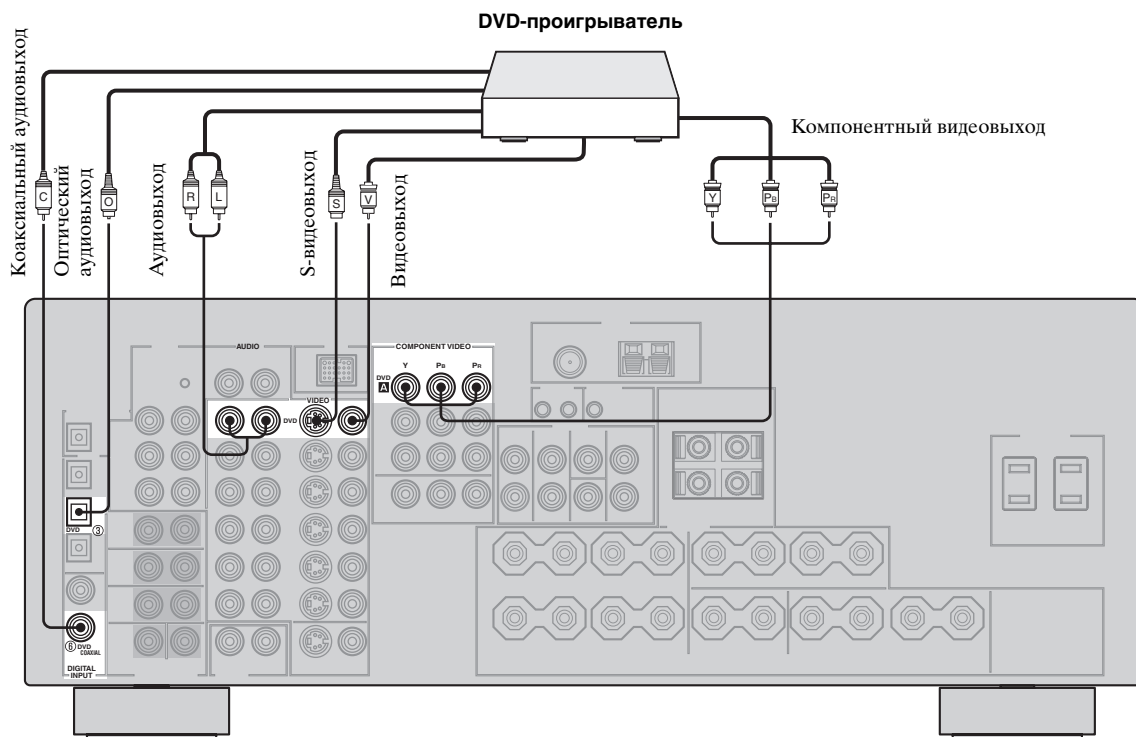 DVD-проигрыватель
Коаксиальный аудиовыход
Оптический
аудиовыход
Аудиовыход
S-видеовыход
Видеовыход
Компонентный видеовыход
C
O
R
L
S
V
Y
PB
PR
AUDIO
VIDEO
DVD
COMPONENT VIDEO
Y
PB
PR
DVD
A
DVD
③
⑥ DVD
COAXIAL
DIGITAL
INPUT